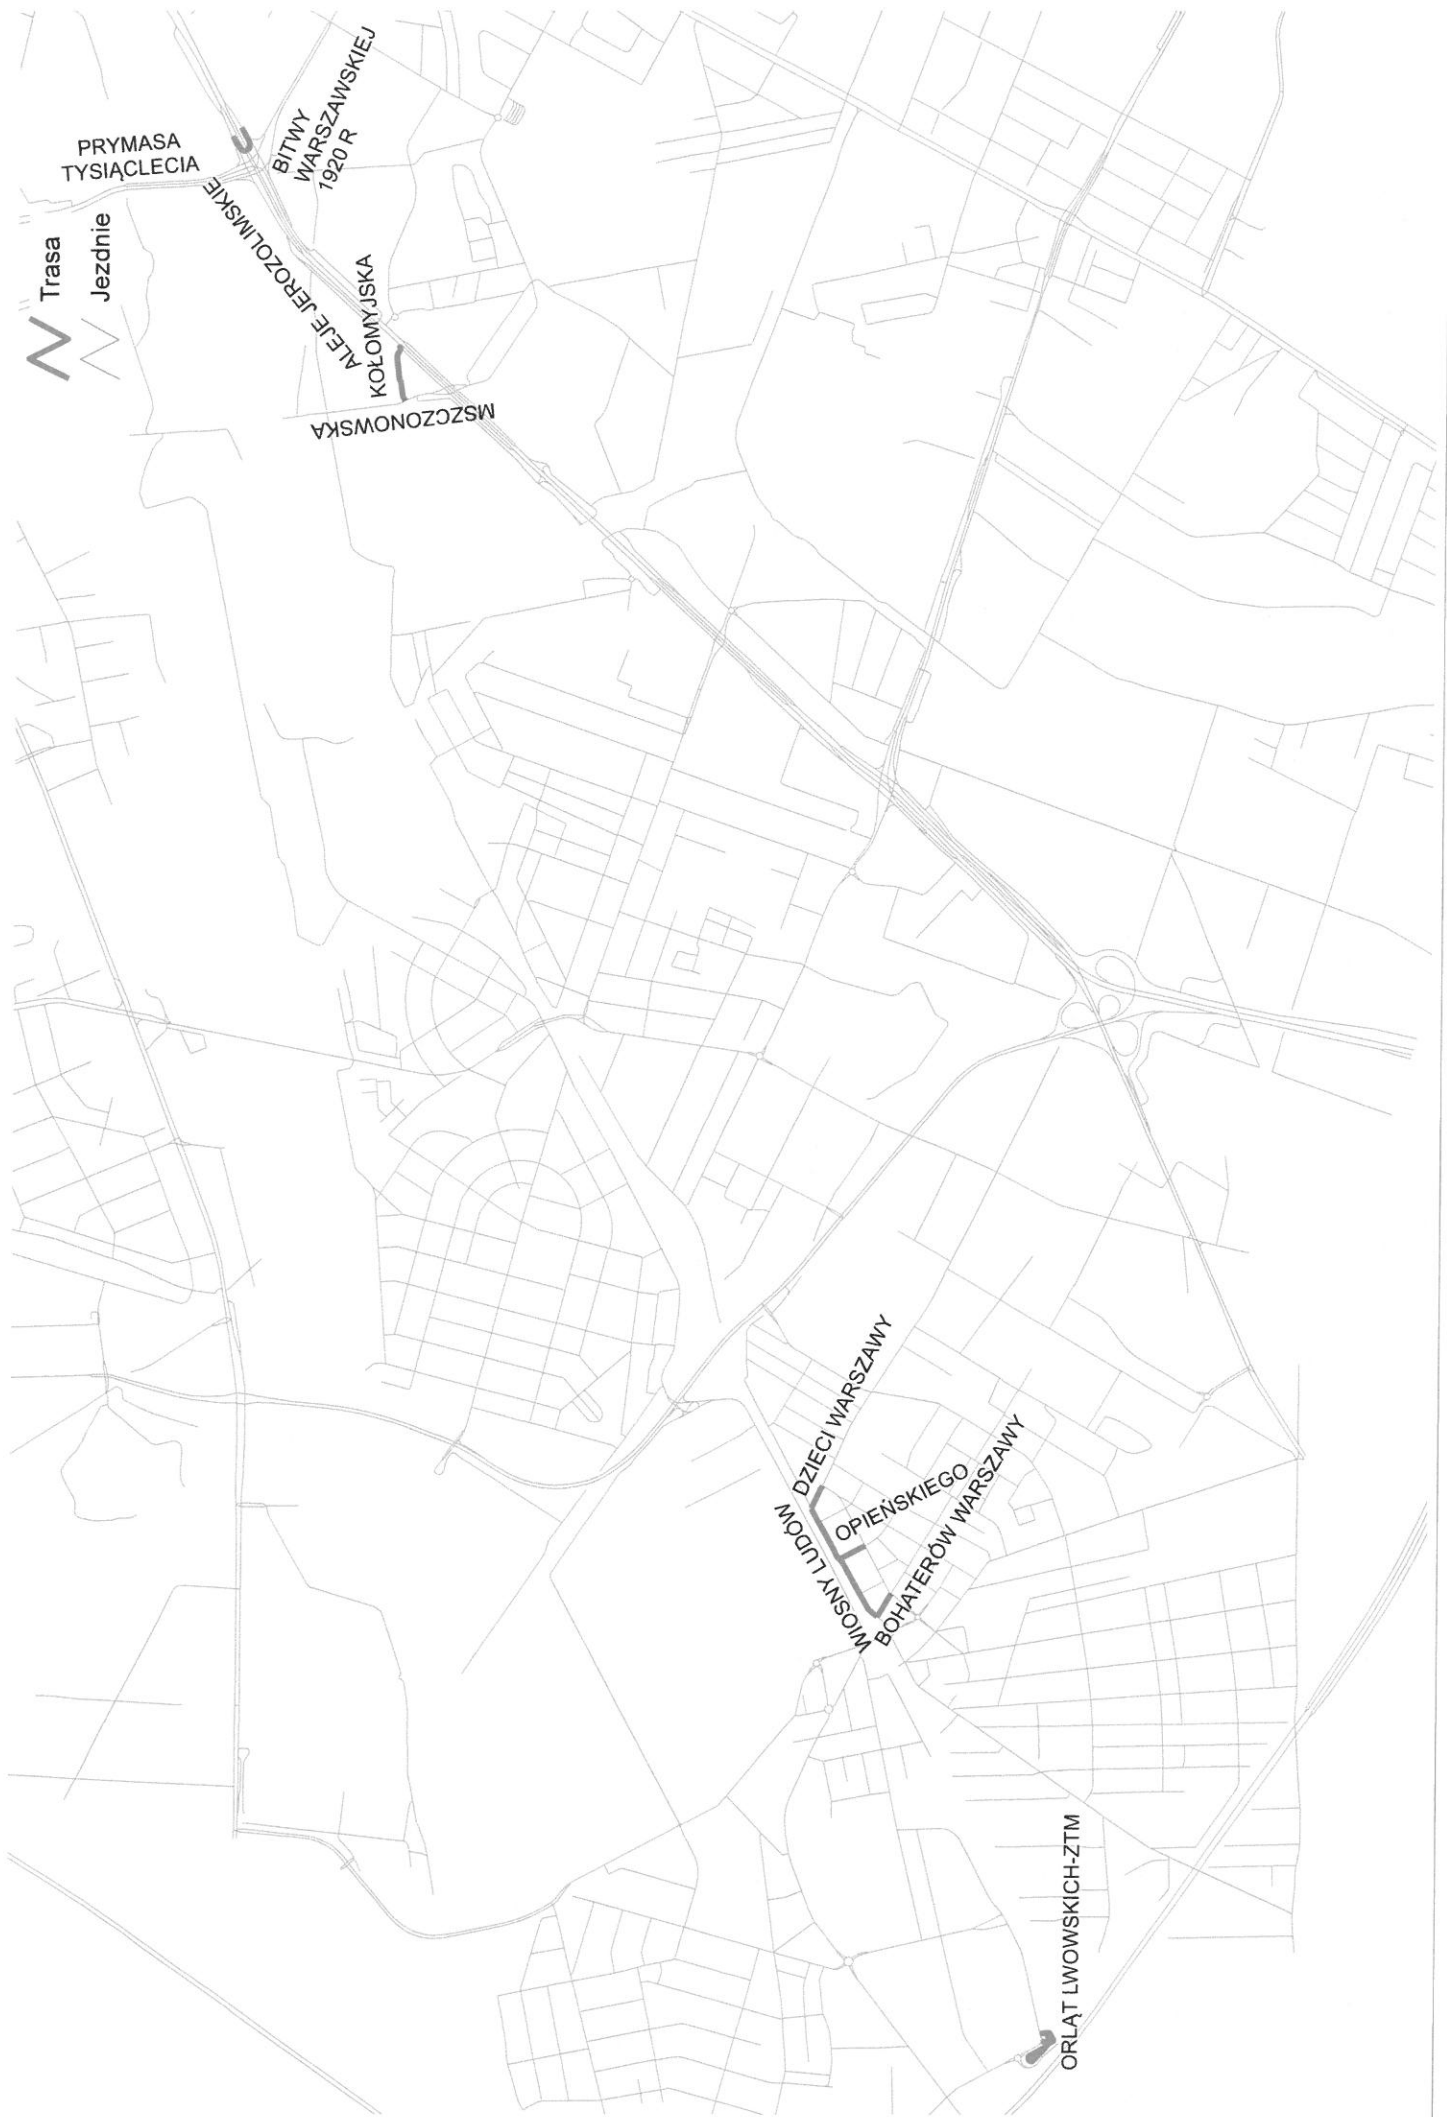 PRYMASA
TYSIĄCLECIA
Trasa
Jezdnie
BITWY
WARSZAWSKIEJ
1920 R
ALEJE JEROZOLIMSKIE
KOŁOMYJSKA
MSZCZONOWSKA
DZIECI WARSZAWY
WIOSNY LUDÓW
OPIEŃSKIEGO
BOHATERÓW WARSZAWY
ORLĄT LWOWSKICH-ZTM